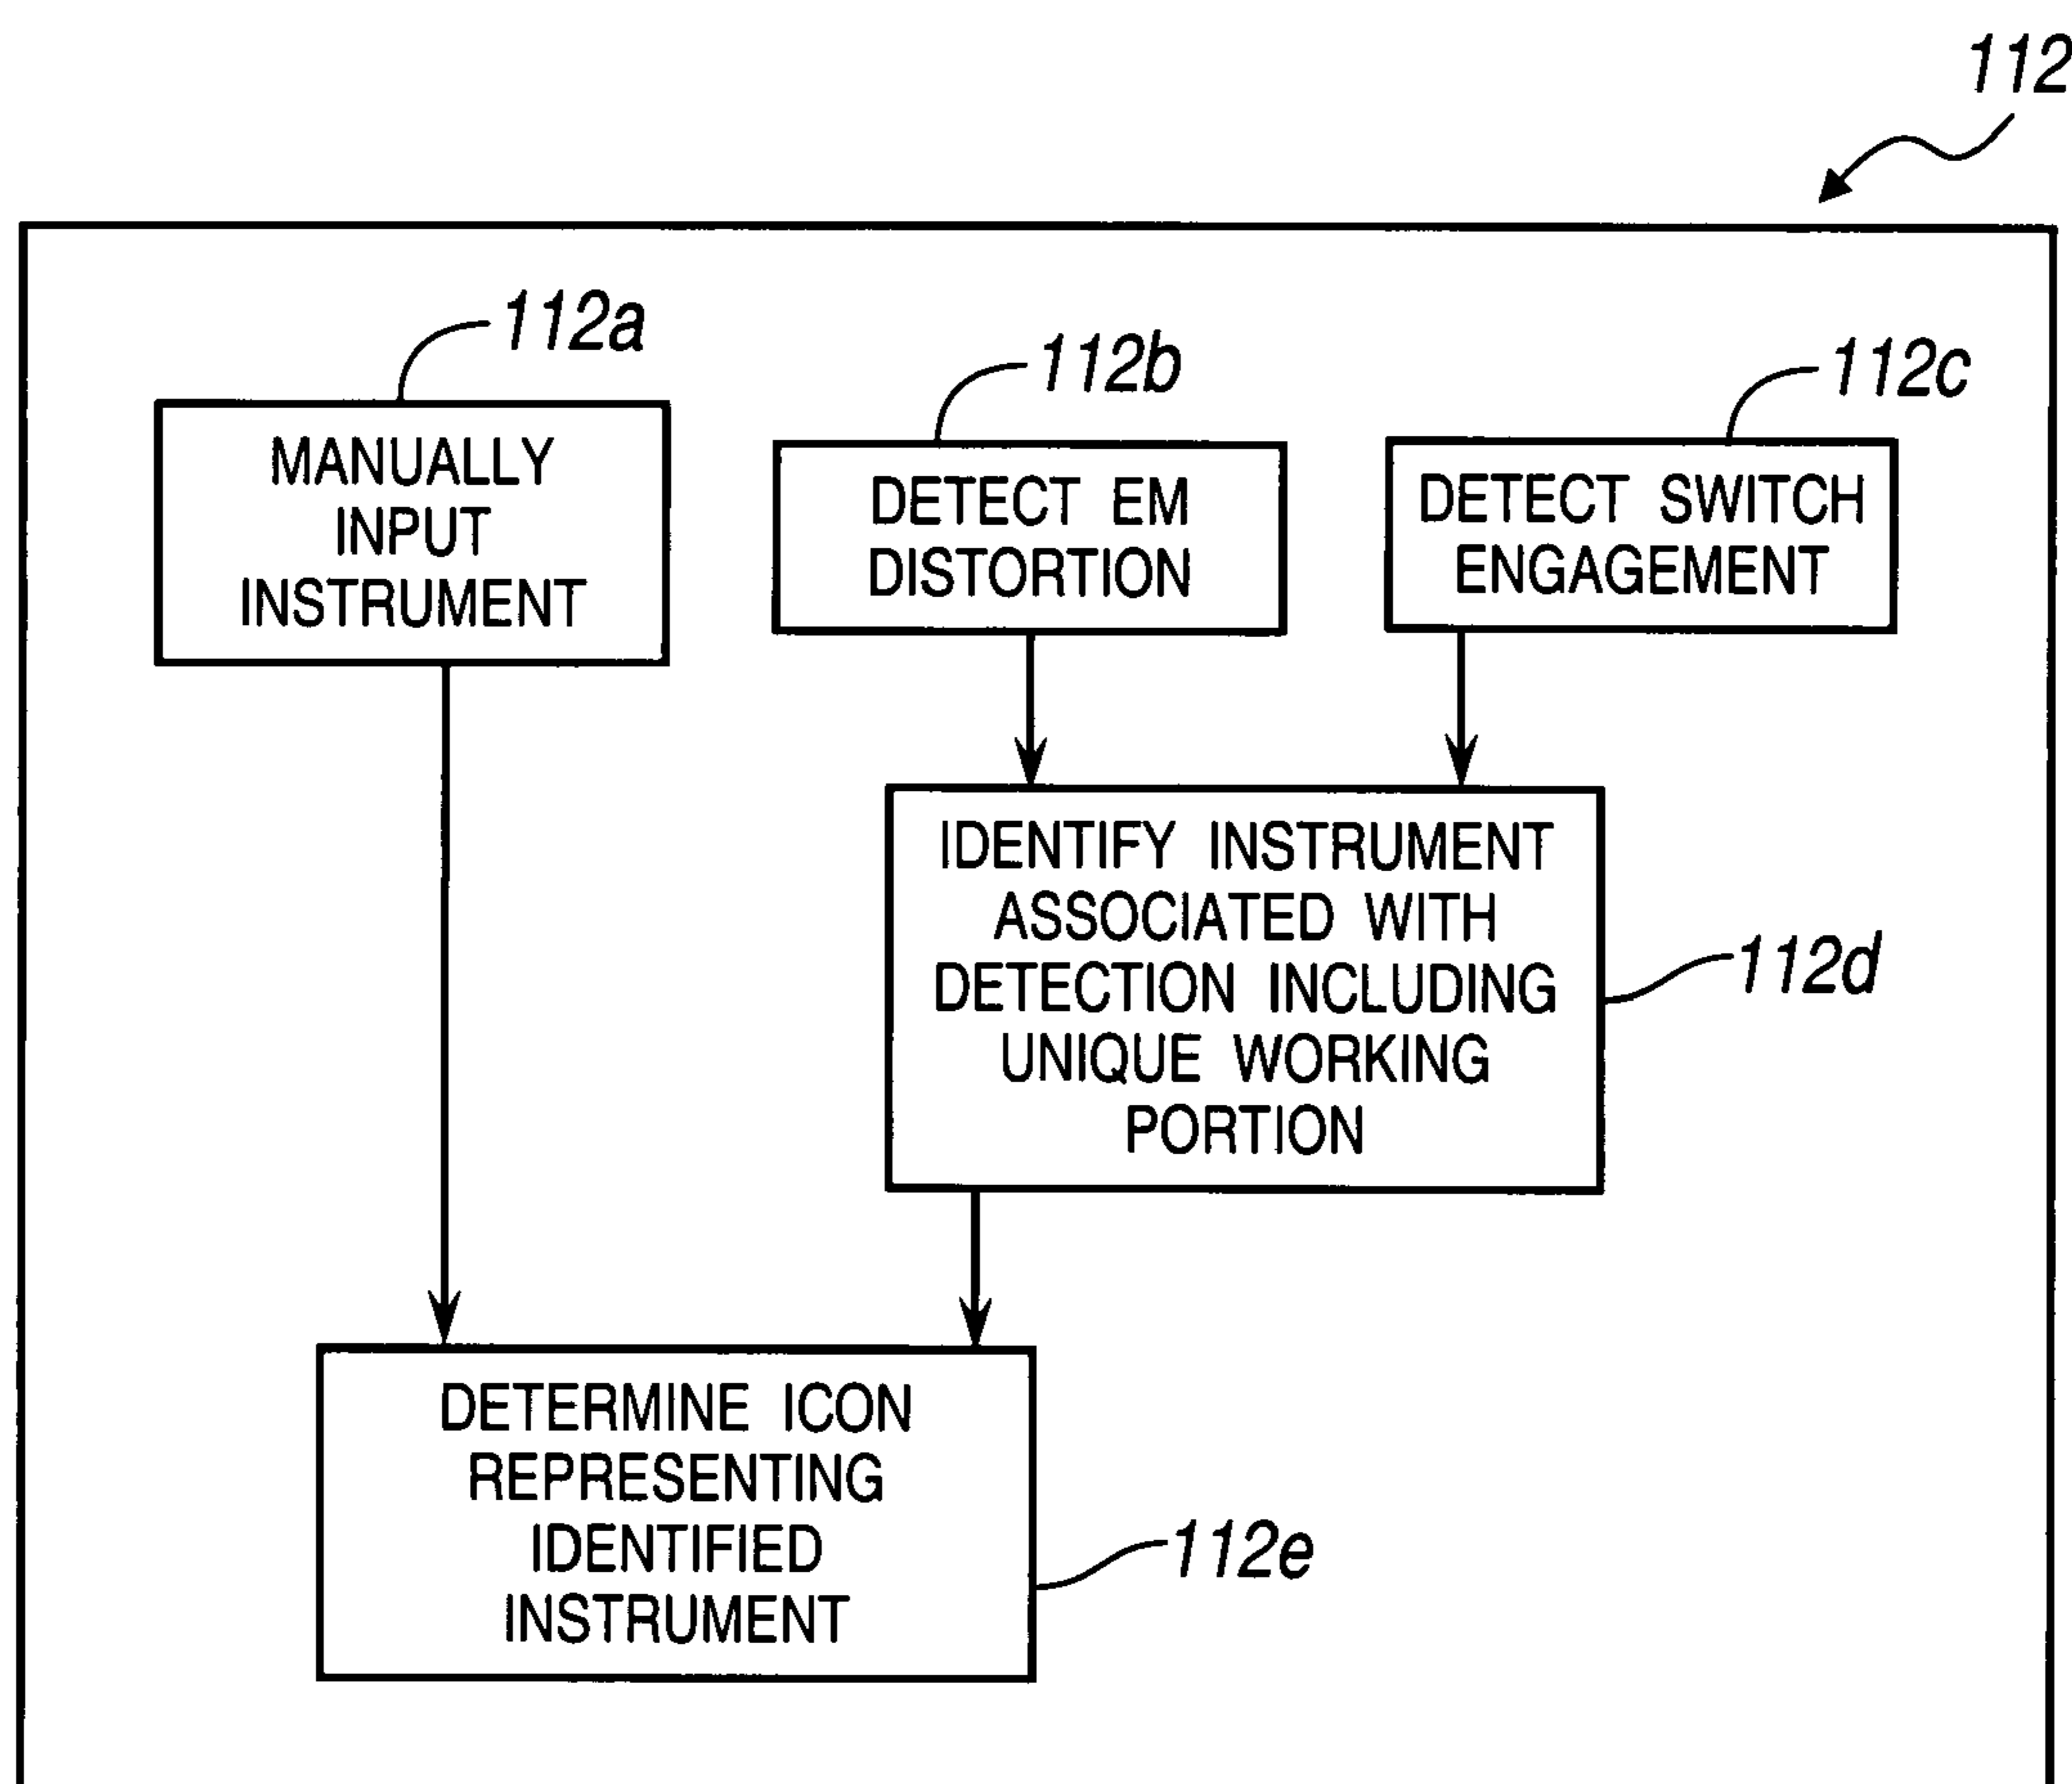 112
112a
MANUALLY
INPUT
INSTRUMENT
112b
DETECT EM
DISTORTION
112c
DETECT SWITCH
ENGAGEMENT
IDENTIFY INSTRUMENT
ASSOCIATED WITH
DETECTION INCLUDING
UNIQUE WORKING
PORTION
112d
DETERMINE ICON
REPRESENTING
IDENTIFIED
INSTRUMENT
112e